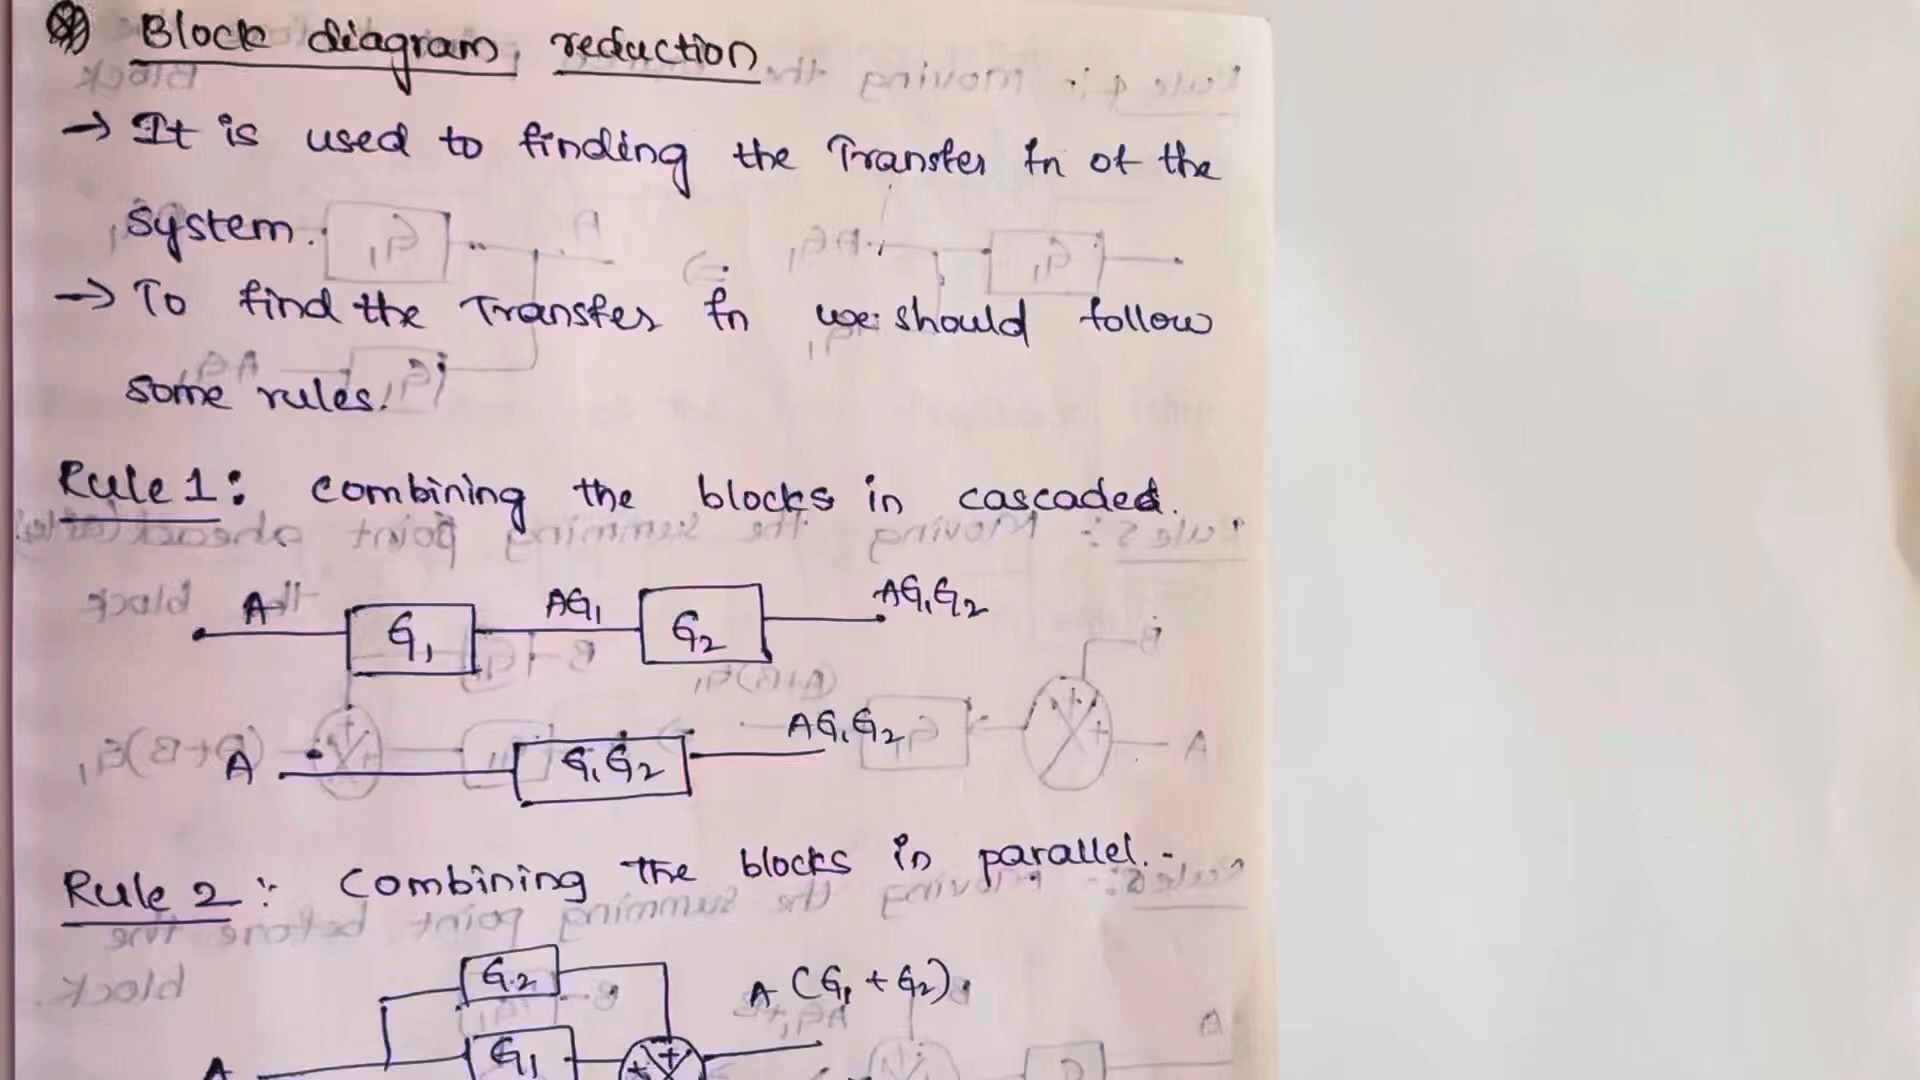 Block diagram reduction
→ It is used to finding the Transfer fn of the
system.
→ To find the Transfer fn we should follow
some rules.
Rule 1: combining the blocks in cascaded.
A G₁ AG₁ G₂ AG₁G₂
A G₁G₂ AG₁G₂
Rule 2: Combining the blocks in parallel.
G₂ A (G₁ + G₂)
A G₁ + +